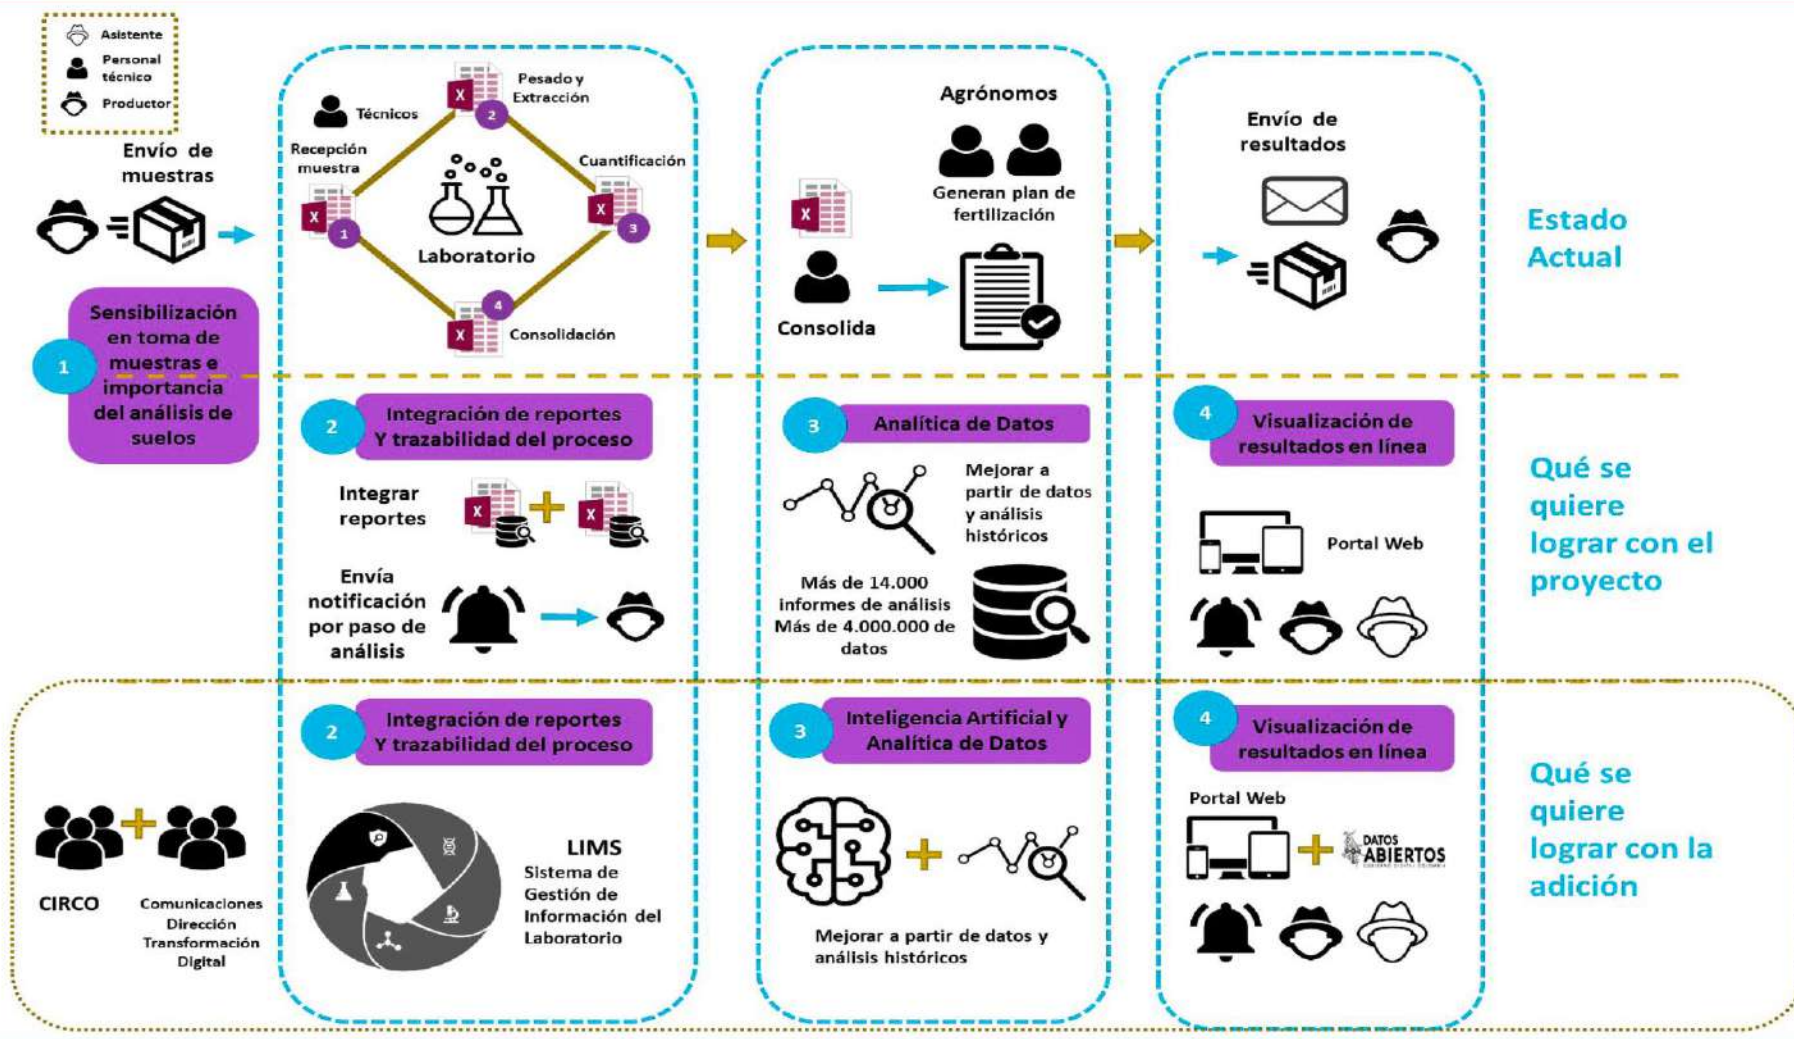 Asistente
Personal
técnico
Productor
Envío de
muestras
Técnicos
Recepción
muestra
X
1
Pesado y
Extracción
X
2
Cuantificación
X
3
Laboratorio
X
4
Consolidación
X
Consolida
Agrónomos
Generan plan de
fertilización
Envío de
resultados
Estado
Actual
1
Sensibilización
en toma de
muestras e
importancia
del análisis de
suelos
2
Integración de reportes
Y trazabilidad del proceso
Integrar
reportes
X
X
Envía
notificación
por paso de
análisis
3
Analítica de Datos
Mejorar a
partir de datos
y análisis
históricos
Más de 14.000
informes de análisis
Más de 4.000.000 de
datos
4
Visualización de
resultados en línea
Portal Web
Qué se
quiere
lograr con el
proyecto
CIRCO
Comunicaciones
Dirección
Transformación
Digital
2
Integración de reportes
Y trazabilidad del proceso
LIMS
Sistema de
Gestión de
Información del
Laboratorio
3
Inteligencia Artificial y
Analítica de Datos
Mejorar a partir de datos y
análisis históricos
4
Visualización de
resultados en línea
Portal Web
DATOS
ABIERTOS
Qué se
quiere
lograr con la
adición